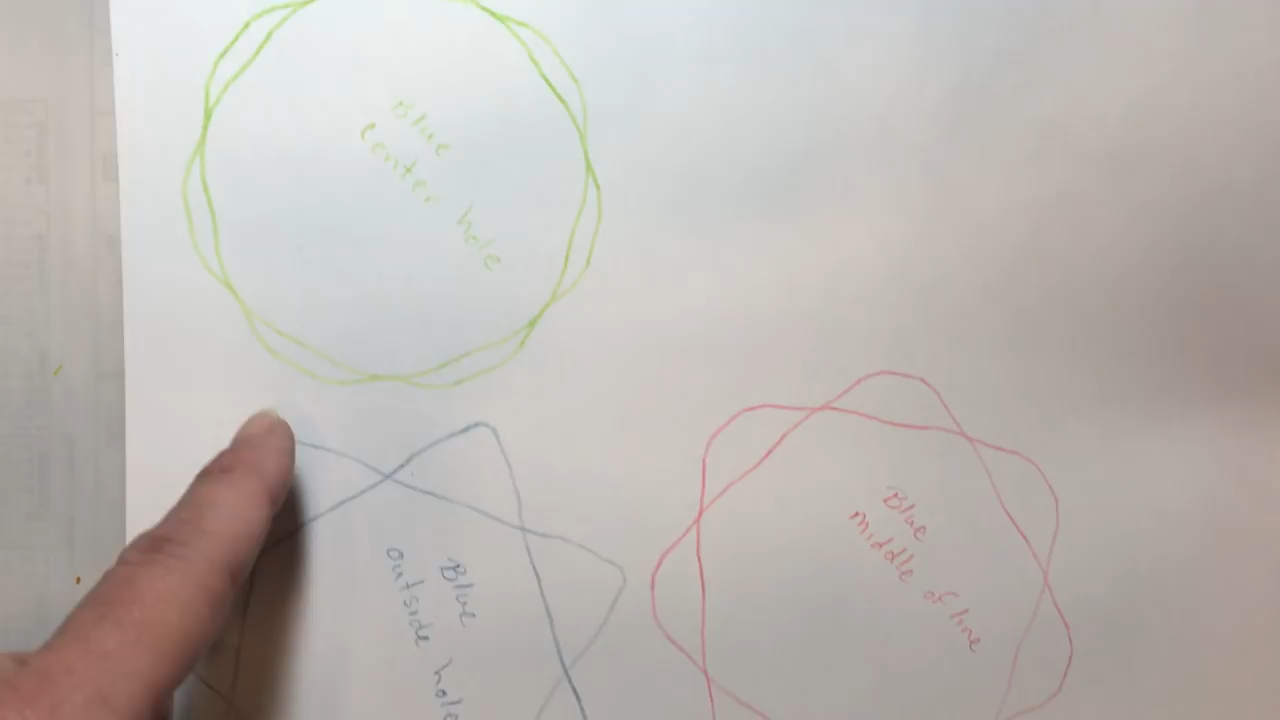 Blue
center hole
Blue
outside hole
Blue
middle of line